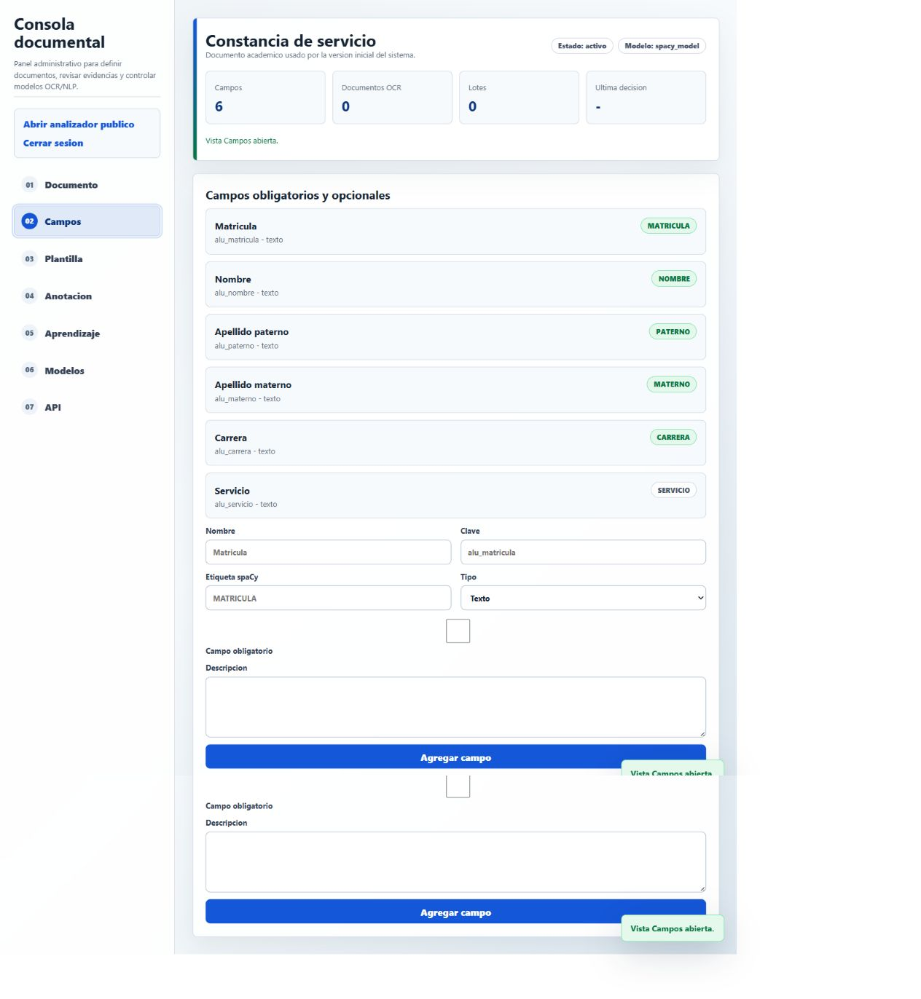 Consola
documental
Panel administrativo para definir
documentos, revisar evidencias y controlar
modelos OCR/NLP.
Abrir analizador publico
Cerrar sesion
01 Documento
02 Campos
03 Plantilla
04 Anotacion
05 Aprendizaje
06 Modelos
07 API
Constancia de servicio
Documento academico usado por la version inicial del sistema.
Estado: activo
Modelo: spacy_model
Campos
6
Documentos OCR
0
Lotes
0
Ultima decision
-
Vista Campos abierta.
Campos obligatorios y opcionales
Matricula
alu_matricula - texto
MATRICULA
Nombre
alu_nombre - texto
NOMBRE
Apellido paterno
alu_paterno - texto
PATERNO
Apellido materno
alu_materno - texto
MATERNO
Carrera
alu_carrera - texto
CARRERA
Servicio
alu_servicio - texto
SERVICIO
Nombre
Matricula
Clave
alu_matricula
Etiqueta spaCy
MATRICULA
Tipo
Texto
Campo obligatorio
Descripcion
Agregar campo
Vista Campos abierta
Campo obligatorio
Descripcion
Agregar campo
Vista Campos abierta.